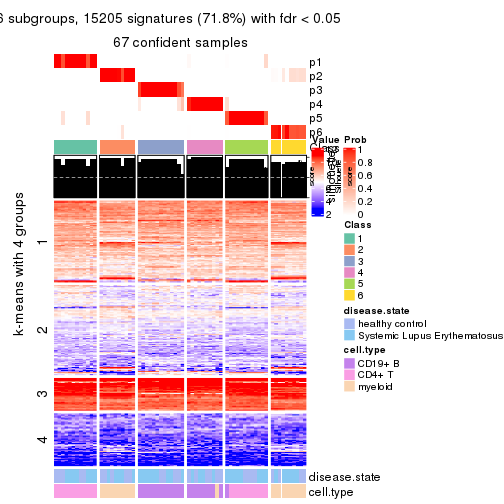 6 subgroups, 15205 signatures (71.8%) with fdr < 0.05
67 confident samples
p1
p2
p3
p4
p5
p6
Value
2
Prob
1
0.8
0.6
0.4
0.2
0
Class
1
2
3
4
5
6
disease.state
healthy control
Systemic Lupus Erythematosus
cell.type
CD19+ B
CD4+ T
myeloid
k-means with 4 groups
1
2
3
4
disease.state
cell.type